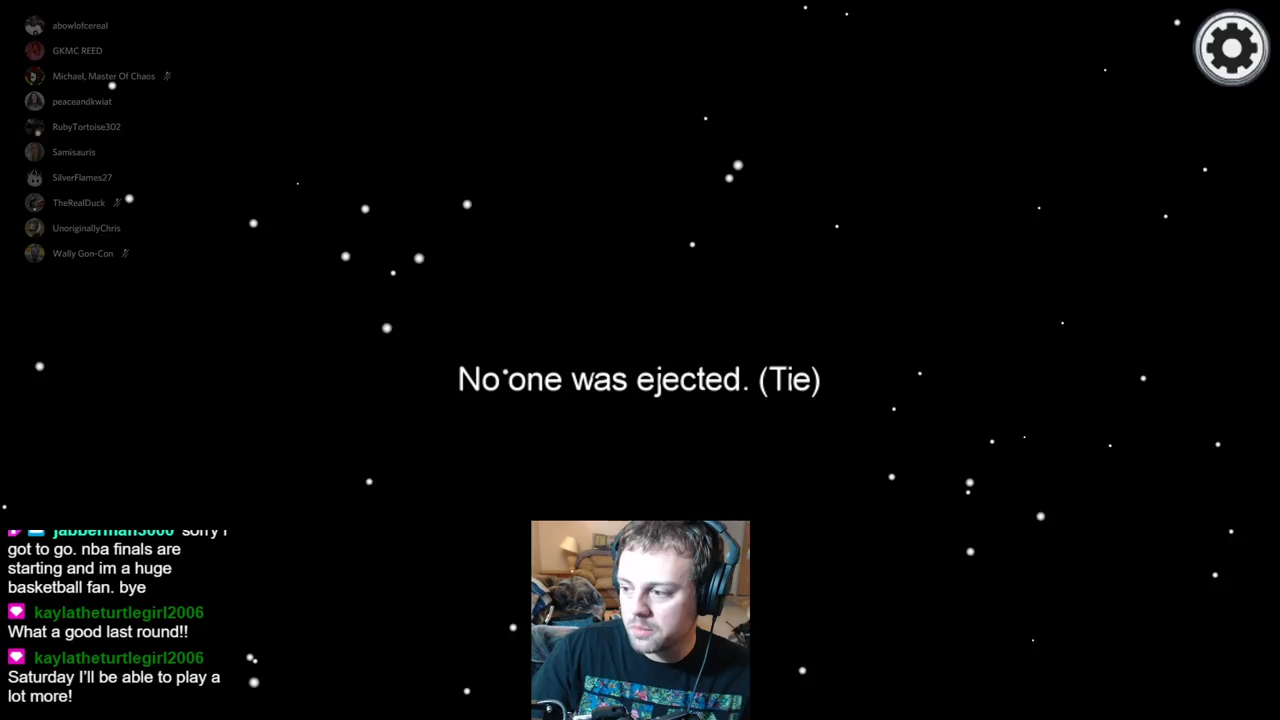 abowlofcereal
GKMC REED
Michael, Master Of Chaos
peaceandkwiat
RubyTortoise302
Samisauris
SilverFlames27
TheRealDuck
UnoriginallyChris
Wally Gon-Con
No one was ejected. (Tie)
jabberman3000 sorry i
got to go. nba finals are
starting and im a huge
basketball fan. bye
kaylatheturtlegirl2006
What a good last round!!
kaylatheturtlegirl2006
Saturday I'll be able to play a
lot more!